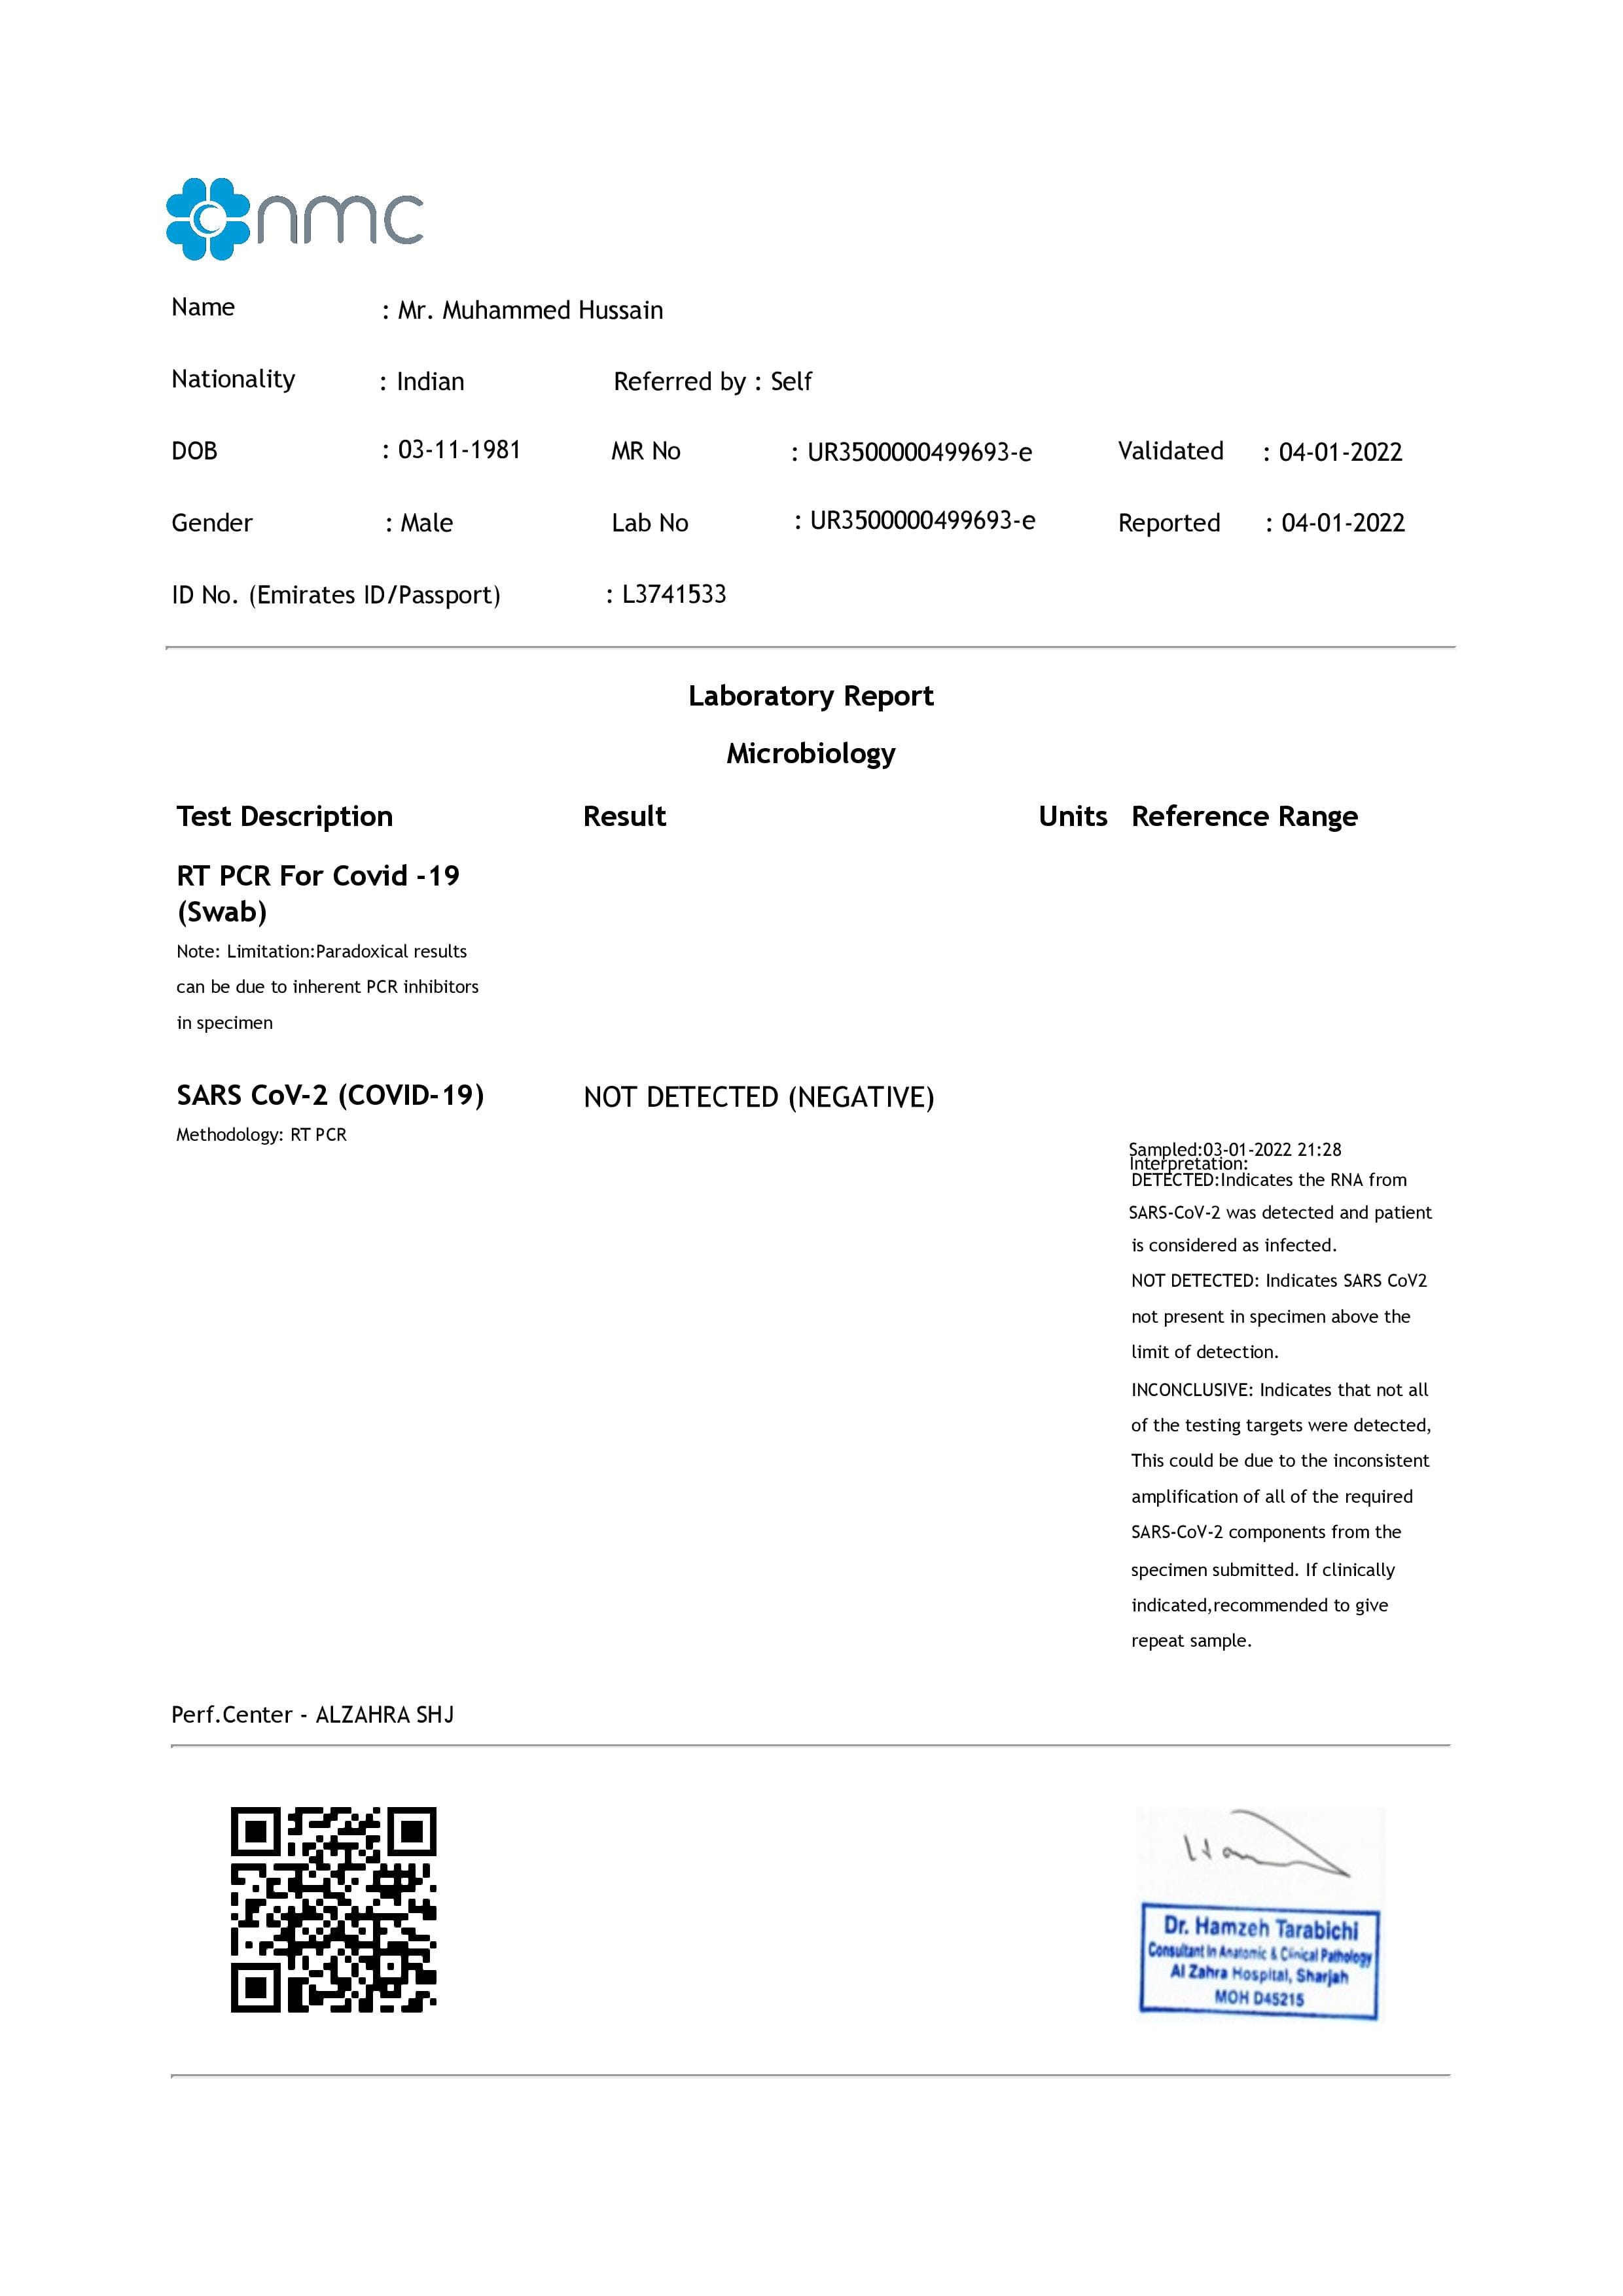 nmc
Name : Mr. Muhammed Hussain
Nationality : Indian Referred by : Self
DOB : 03-11-1981 MR No : UR3500000499693-e Validated : 04-01-2022
Gender : Male Lab No : UR3500000499693-e Reported : 04-01-2022
ID No. (Emirates ID/Passport) : L3741533
Laboratory Report
Microbiology
Test Description Result Units Reference Range
RT PCR For Covid -19
(Swab)
Note: Limitation:Paradoxical results
can be due to inherent PCR inhibitors
in specimen
SARS CoV-2 (COVID-19) NOT DETECTED (NEGATIVE)
Methodology: RT PCR
Sampled:03-01-2022 21:28
Interpretation:
DETECTED:Indicates the RNA from
SARS-CoV-2 was detected and patient
is considered as infected.
NOT DETECTED: Indicates SARS CoV2
not present in specimen above the
limit of detection.
INCONCLUSIVE: Indicates that not all
of the testing targets were detected,
This could be due to the inconsistent
amplification of all of the required
SARS-CoV-2 components from the
specimen submitted. If clinically
indicated,recommended to give
repeat sample.
Perf.Center - ALZAHRA SHJ
Dr. Hamzeh Tarabichi
Consultant In Anatomic & Clinical Pathology
Al Zahra Hospital, Sharjah
MOH D45215